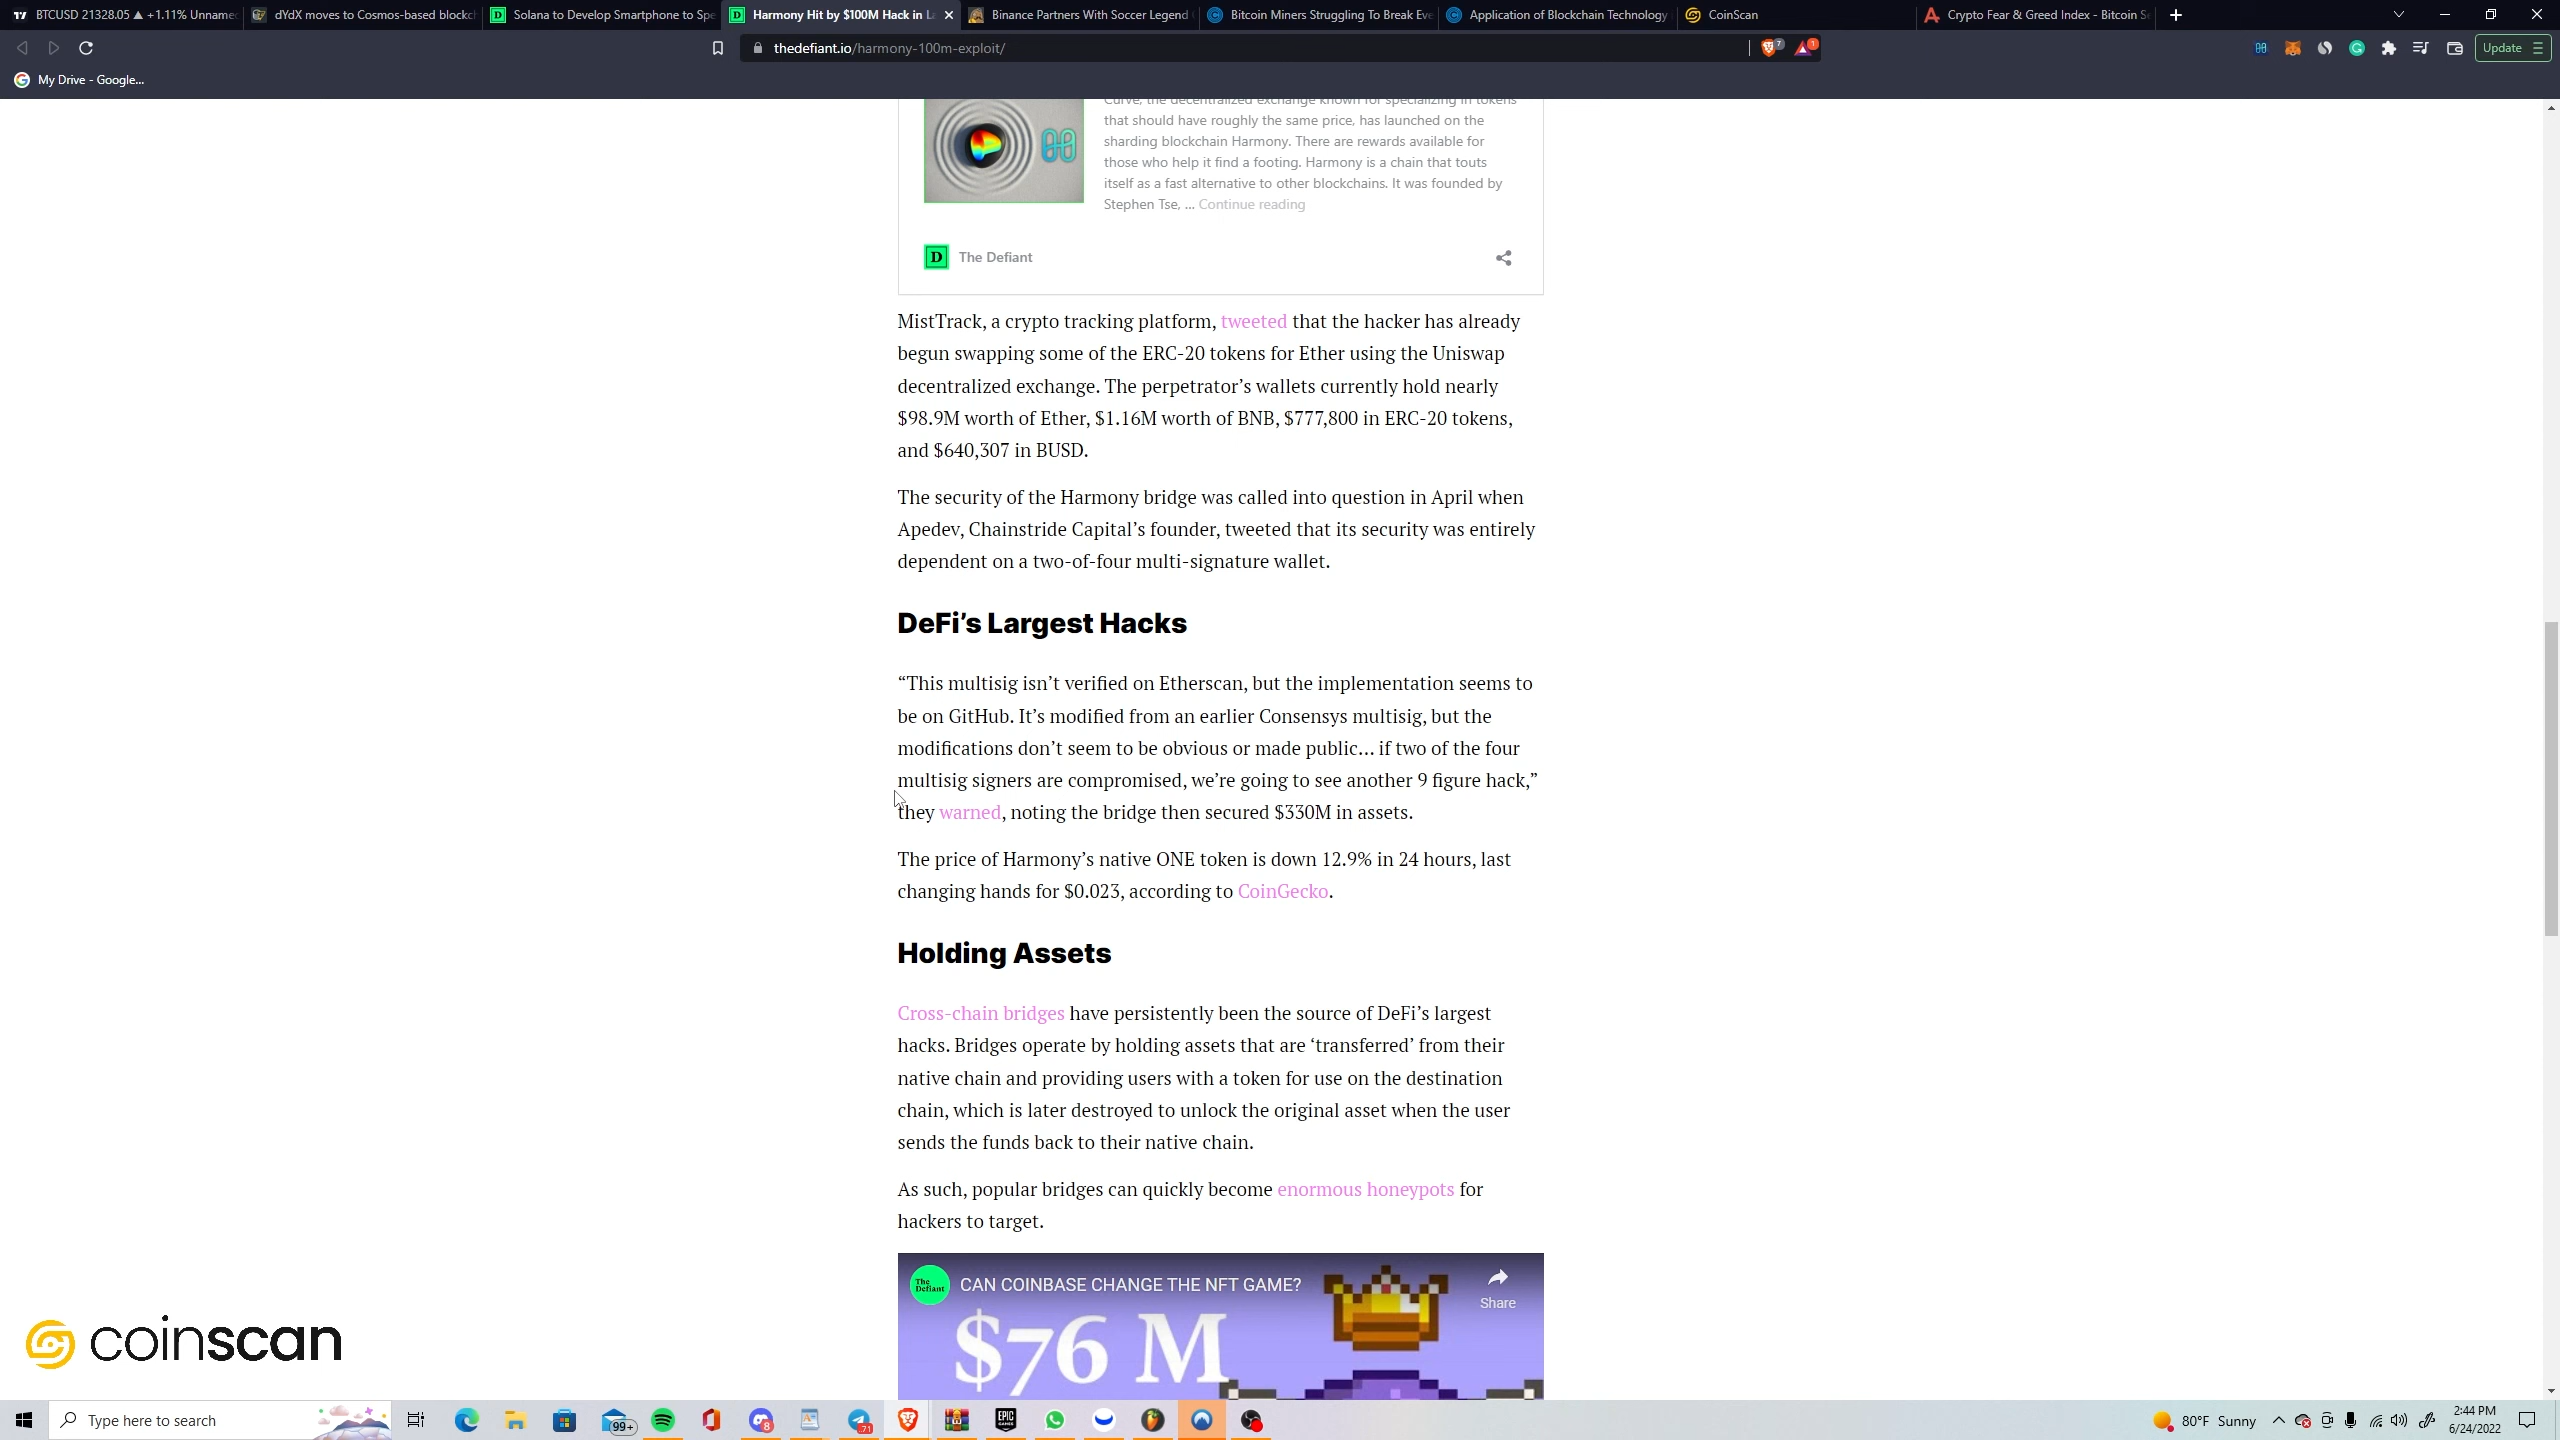 BTCUSD 21328.05 ▲ +1.11% Unname
dYdX moves to Cosmos-based blockc
Solana to Develop Smartphone to Spe
Harmony Hit by $100M Hack in L
Binance Partners With Soccer Legend
Bitcoin Miners Struggling To Break Eve
Application of Blockchain Technology
CoinScan
Crypto Fear & Greed Index - Bitcoin S
thedefiant.io/harmony-100m-exploit/
7
1
Update
My Drive - Google...
Curve, the decentralized exchange known for specializing in tokens
that should have roughly the same price, has launched on the
sharding blockchain Harmony. There are rewards available for
those who help it find a footing. Harmony is a chain that touts
itself as a fast alternative to other blockchains. It was founded by
Stephen Tse, ... Continue reading
D The Defiant
MistTrack, a crypto tracking platform, tweeted that the hacker has already
begun swapping some of the ERC-20 tokens for Ether using the Uniswap
decentralized exchange. The perpetrator’s wallets currently hold nearly
$98.9M worth of Ether, $1.16M worth of BNB, $777,800 in ERC-20 tokens,
and $640,307 in BUSD.
The security of the Harmony bridge was called into question in April when
Apedev, Chainstride Capital’s founder, tweeted that its security was entirely
dependent on a two-of-four multi-signature wallet.
DeFi’s Largest Hacks
“This multisig isn’t verified on Etherscan, but the implementation seems to
be on GitHub. It’s modified from an earlier Consensys multisig, but the
modifications don’t seem to be obvious or made public… if two of the four
multisig signers are compromised, we’re going to see another 9 figure hack,”
they warned, noting the bridge then secured $330M in assets.
The price of Harmony’s native ONE token is down 12.9% in 24 hours, last
changing hands for $0.023, according to CoinGecko.
Holding Assets
Cross-chain bridges have persistently been the source of DeFi’s largest
hacks. Bridges operate by holding assets that are ‘transferred’ from their
native chain and providing users with a token for use on the destination
chain, which is later destroyed to unlock the original asset when the user
sends the funds back to their native chain.
As such, popular bridges can quickly become enormous honeypots for
hackers to target.
The Defiant
CAN COINBASE CHANGE THE NFT GAME?
Share
$76 M
coinscan
Type here to search
99+
8
71
EPIC GAMES
80°F Sunny
2:44 PM
6/24/2022